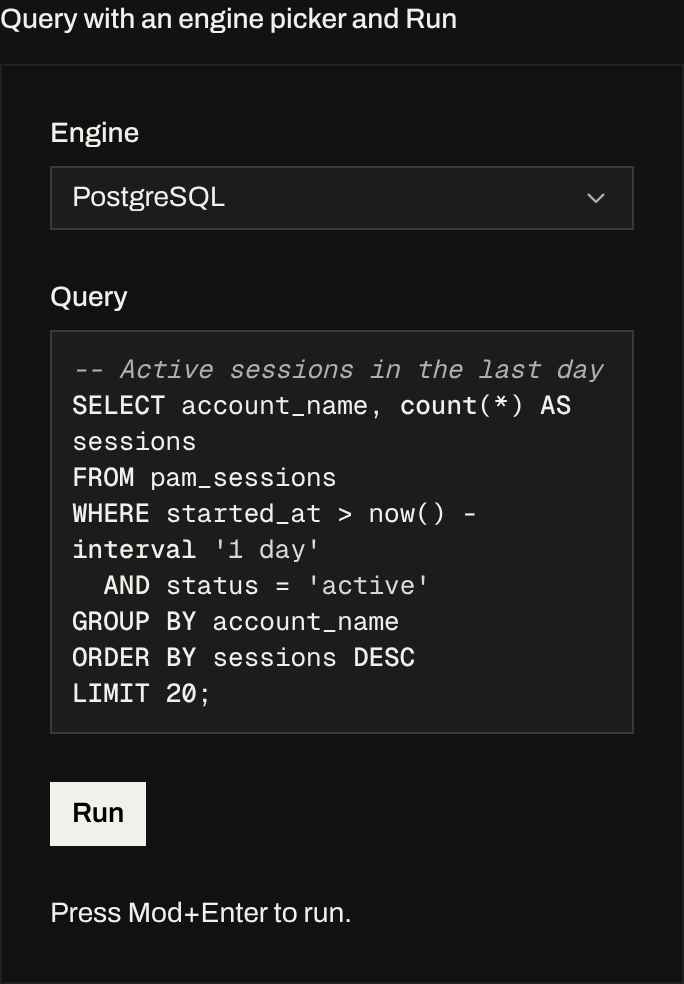 Query with an engine picker and Run
Engine
PostgreSQL
Query
-- Active sessions in the last day
SELECT account_name, count(*) AS
sessions
FROM pam_sessions
WHERE started_at > now() -
interval '1 day'
  AND status = 'active'
GROUP BY account_name
ORDER BY sessions DESC
LIMIT 20;
Run
Press Mod+Enter to run.